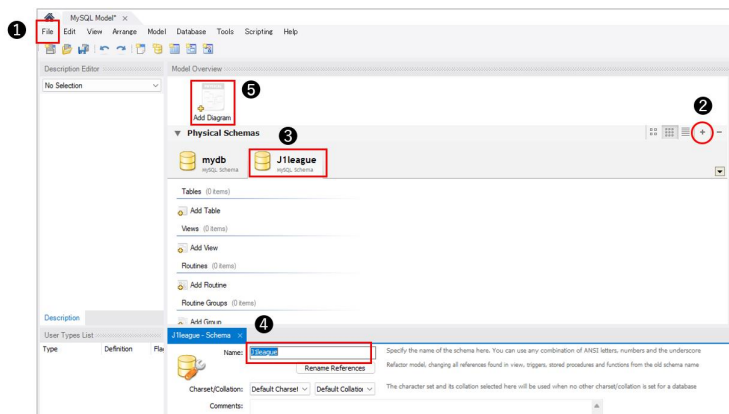 MySQL Model* ×
❶
File Edit View Arrange Model Database Tools Scripting Help
Description Editor
Model Overview
No Selection
❺
Add Diagram
❷
Physical Schemas
+ −
❸
mydb
MySQL Schema
J1league
MySQL Schema
Tables (0 items)
Add Table
Views (0 items)
Add View
Routines (0 items)
Add Routine
Routine Groups (0 items)
Add Group
Description
❹
User Types List
J1league - Schema ×
Type Definition Flag
Name: J1league
Specify the name of the schema here. You can use any combination of ANSI letters, numbers and the underscore
Rename References
Refactor model, changing all references found in view, triggers, stored procedures and functions from the old schema name
Charset/Collation: Default Charset Default Collation
The character set and its collation selected here will be used when no other charset/collation is set for a database
Comments: